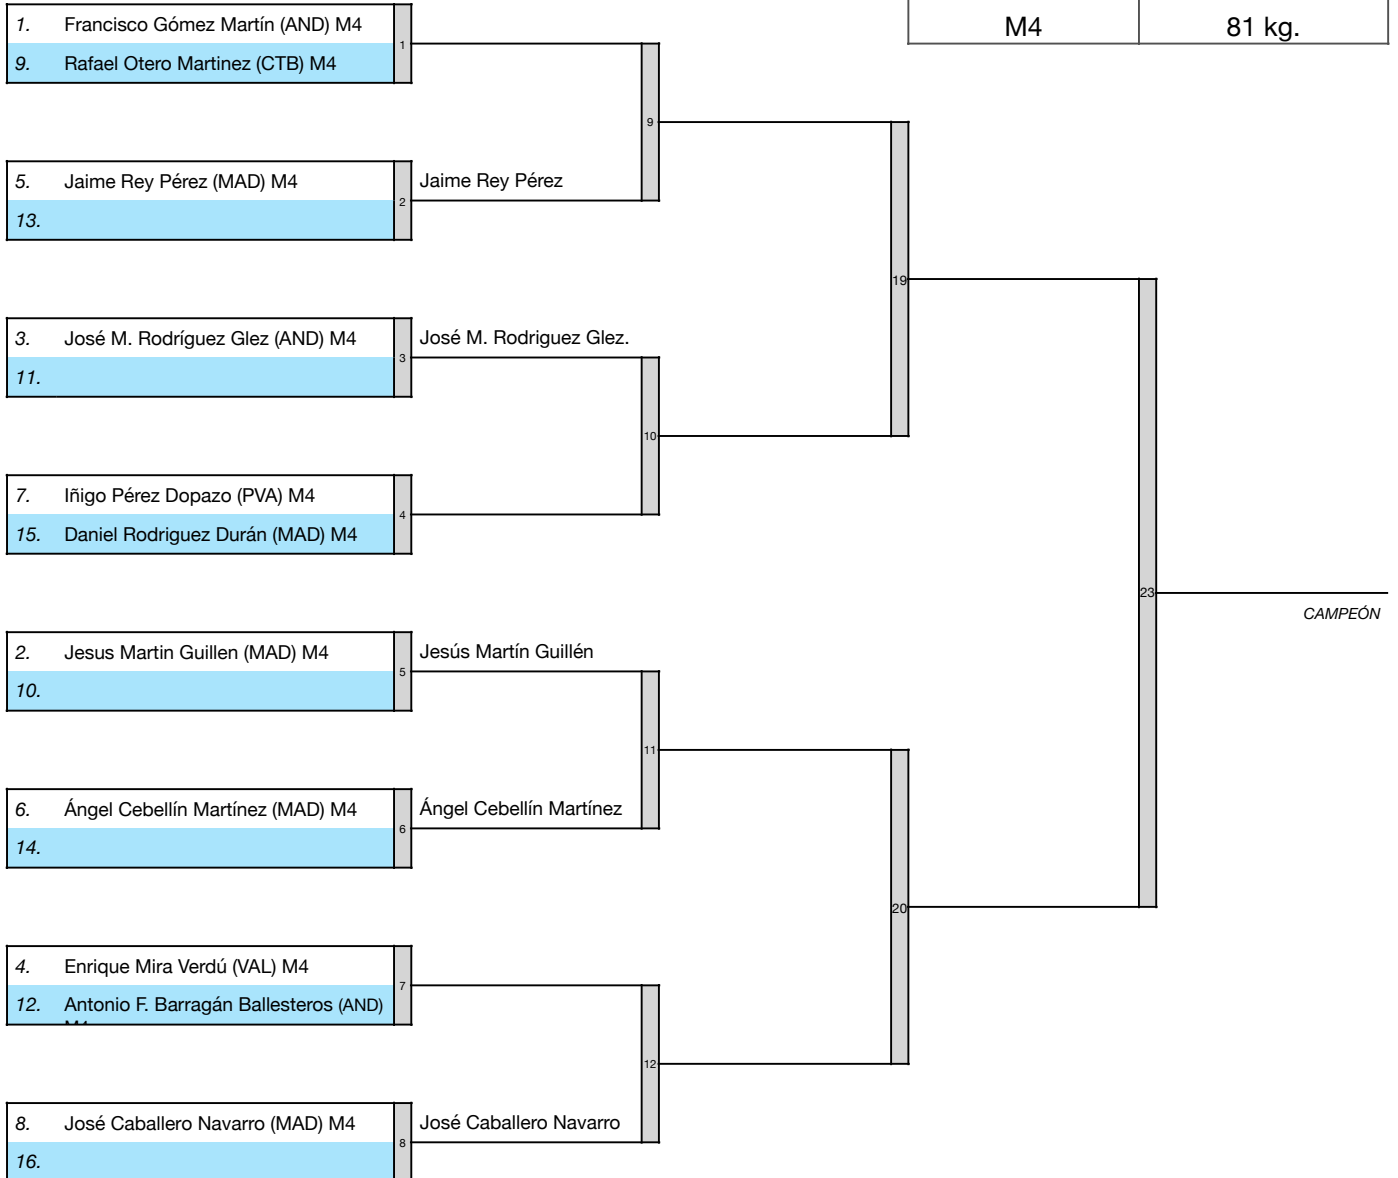 M4 81 kg.
1. Francisco Gómez Martín (AND) M4
1
9. Rafael Otero Martinez (CTB) M4
9
5. Jaime Rey Pérez (MAD) M4
Jaime Rey Pérez
2
13.
19
3. José M. Rodríguez Glez (AND) M4
José M. Rodriguez Glez.
3
11.
10
7. Iñigo Pérez Dopazo (PVA) M4
4
15. Daniel Rodriguez Durán (MAD) M4
23
CAMPEÓN
2. Jesus Martin Guillen (MAD) M4
Jesús Martín Guillén
5
10.
11
6. Ángel Cebellín Martínez (MAD) M4
Ángel Cebellín Martínez
6
14.
20
4. Enrique Mira Verdú (VAL) M4
7
12. Antonio F. Barragán Ballesteros (AND)
12
8. José Caballero Navarro (MAD) M4
José Caballero Navarro
8
16.